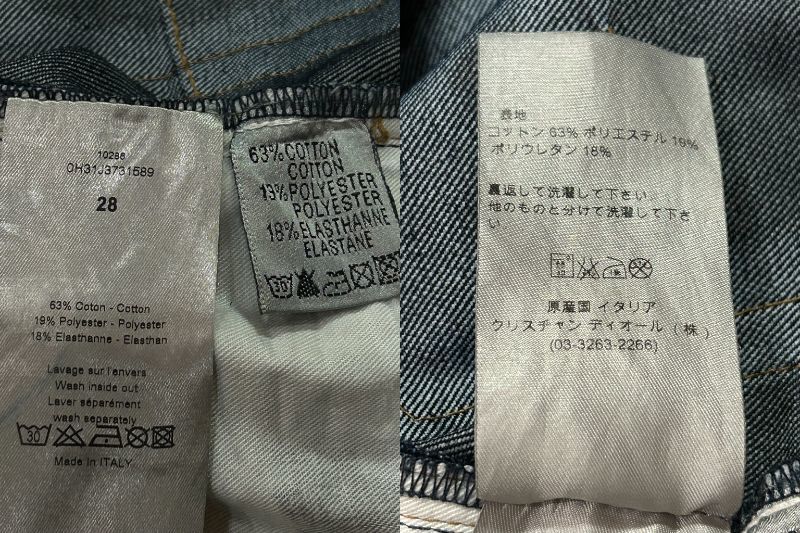 10286
0H31J3731589
28
63% Coton - Cotton
19% Polyester - Polyester
18% Elasthanne - Elasthan
Lavage sur l'envers
Wash inside out
Laver séparément
wash separately
30
Made in ITALY
63% COTTON
COTTON
19% POLYESTER
POLYESTER
18% ELASTHANNE
ELASTANE
30
表地
コットン 63% ポリエステル 19%
ポリウレタン 18%
裏返して洗濯して下さい。
他のものと分けて洗濯して下さ
い
原産国 イタリア
クリスチャン ディオール（株）
(03-3263-2266)